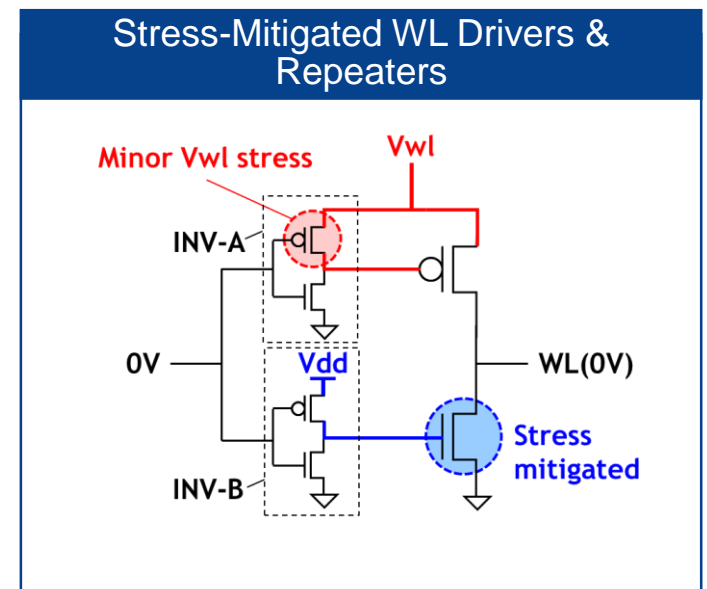 Stress-Mitigated WL Drivers &
Repeaters
Vwl
Minor Vwl stress
INV-A
0V
Vdd
WL(0V)
Stress
mitigated
INV-B